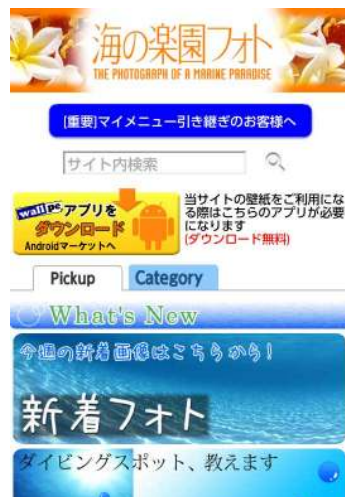 海の楽園フォト
THE PHOTOGRAPH OF A MARINE PARADISE
[重要]マイメニュー引き継ぎのお客様へ
サイト内検索
wallpe アプリを
ダウンロード
Androidマーケットへ
当サイトの壁紙をご利用にな
る際はこちらのアプリが必要
になります
(ダウンロード無料)
Pickup Category
What's New
今週の新着画像はこちらから!
新着フォト
ダイビングスポット、教えます